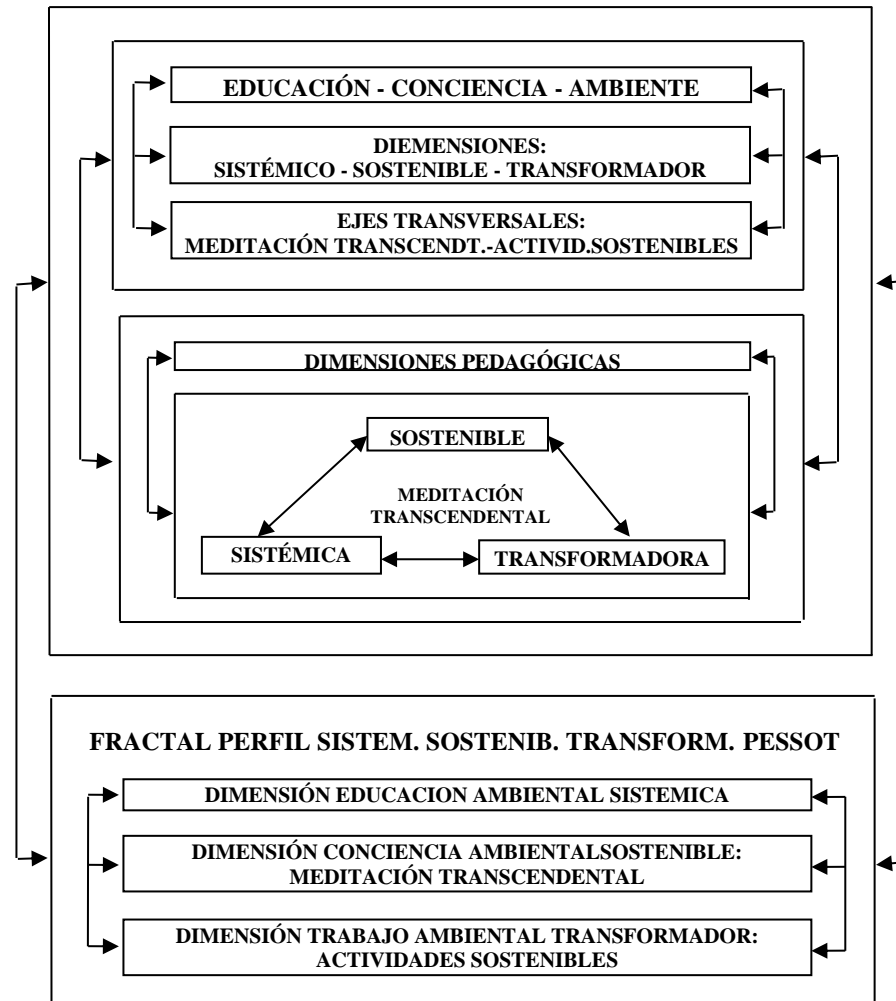 EDUCACIÓN - CONCIENCIA - AMBIENTE
DIEMENSIONES:
SISTÉMICO - SOSTENIBLE - TRANSFORMADOR
EJES TRANSVERSALES:
MEDITACIÓN TRANSCENDT.-ACTIVID.SOSTENIBLES
DIMENSIONES PEDAGÓGICAS
SOSTENIBLE
MEDITACIÓN
TRANSCENDENTAL
SISTÉMICA
TRANSFORMADORA
FRACTAL PERFIL SISTEM. SOSTENIB. TRANSFORM. PESSOT
DIMENSIÓN EDUCACION AMBIENTAL SISTEMICA
DIMENSIÓN CONCIENCIA AMBIENTALSOSTENIBLE:
MEDITACIÓN TRANSCENDENTAL
DIMENSIÓN TRABAJO AMBIENTAL TRANSFORMADOR:
ACTIVIDADES SOSTENIBLES